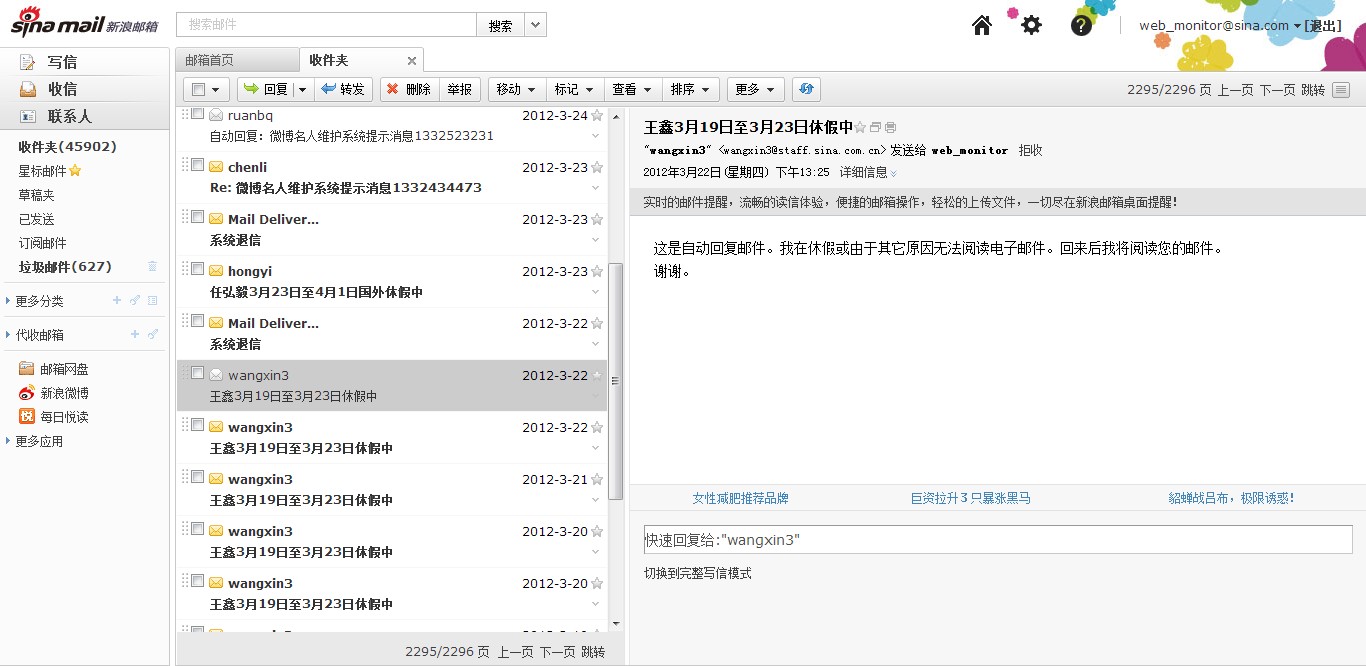 sina mail 新浪邮箱
搜索邮件 搜索
web_monitor@sina.com [退出]
写信
收信
联系人
收件夹(45902)
星标邮件
草稿夹
已发送
订阅邮件
垃圾邮件(627)
更多分类
代收邮箱
邮箱网盘
新浪微博
悦 每日悦读
更多应用
邮箱首页 收件夹
回复 转发 删除 举报 移动 标记 查看 排序 更多
2295/2296 页 上一页 下一页 跳转
ruanbq 2012-3-24
自动回复：微博名人维护系统提示消息1332523231
chenli 2012-3-23
Re: 微博名人维护系统提示消息1332434473
Mail Deliver... 2012-3-23
系统退信
hongyi 2012-3-23
任弘毅3月23日至4月1日国外休假中
Mail Deliver... 2012-3-22
系统退信
wangxin3 2012-3-22
王鑫3月19日至3月23日休假中
wangxin3 2012-3-22
王鑫3月19日至3月23日休假中
wangxin3 2012-3-21
王鑫3月19日至3月23日休假中
wangxin3 2012-3-20
王鑫3月19日至3月23日休假中
wangxin3 2012-3-20
王鑫3月19日至3月23日休假中
2295/2296 页 上一页 下一页 跳转
王鑫3月19日至3月23日休假中
"wangxin3" <wangxin3@staff.sina.com.cn> 发送给 web_monitor 拒收
2012年3月22日(星期四) 下午13:25 详细信息
实时的邮件提醒，流畅的读信体验，便捷的邮箱操作，轻松的上传文件，一切尽在新浪邮箱桌面提醒!
这是自动回复邮件。我在休假或由于其它原因无法阅读电子邮件。回来后我将阅读您的邮件。
谢谢。
女性减肥推荐品牌 巨资拉升3只暴涨黑马 貂蝉战吕布，极限诱惑!
快速回复给:"wangxin3"
切换到完整写信模式